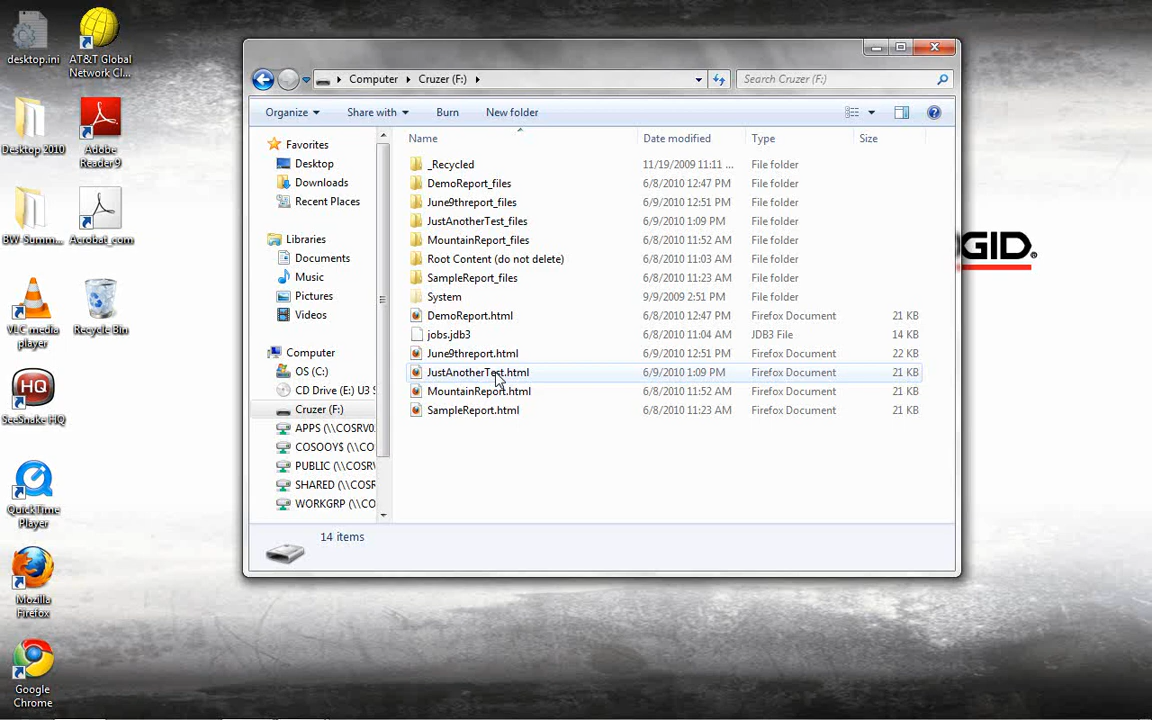 desktop.ini
AT&T Global
Network Cl...
Desktop 2010
Adobe
Reader 9
BW-Summ...
Acrobat_com
VLC media
player
Recycle Bin
HQ
SeeSnake HQ
QuickTime
Player
Mozilla
Firefox
Google
Chrome
Computer
Cruzer (F:)
Search Cruzer (F:)
Organize
Share with
Burn
New folder
Favorites
Desktop
Downloads
Recent Places
Libraries
Documents
Music
Pictures
Videos
Computer
OS (C:)
CD Drive (E:) U3 S
Cruzer (F:)
APPS (\\COSRV0
COSOOY$ (\\CO
PUBLIC (\\COSRV
SHARED (\\COSR
WORKGRP (\\CO
Name Date modified Type Size
_Recycled 11/19/2009 11:11 ... File folder
DemoReport_files 6/8/2010 12:47 PM File folder
June9threport_files 6/9/2010 12:51 PM File folder
JustAnotherTest_files 6/9/2010 1:09 PM File folder
MountainReport_files 6/8/2010 11:52 AM File folder
Root Content (do not delete) 6/8/2010 11:03 AM File folder
SampleReport_files 6/8/2010 11:23 AM File folder
System 9/9/2009 2:51 PM File folder
DemoReport.html 6/8/2010 12:47 PM Firefox Document 21 KB
jobs.jdb3 6/8/2010 11:04 AM JDB3 File 14 KB
June9threport.html 6/9/2010 12:51 PM Firefox Document 22 KB
JustAnotherTest.html 6/9/2010 1:09 PM Firefox Document 21 KB
MountainReport.html 6/8/2010 11:52 AM Firefox Document 21 KB
SampleReport.html 6/8/2010 11:23 AM Firefox Document 21 KB
14 items
GID®